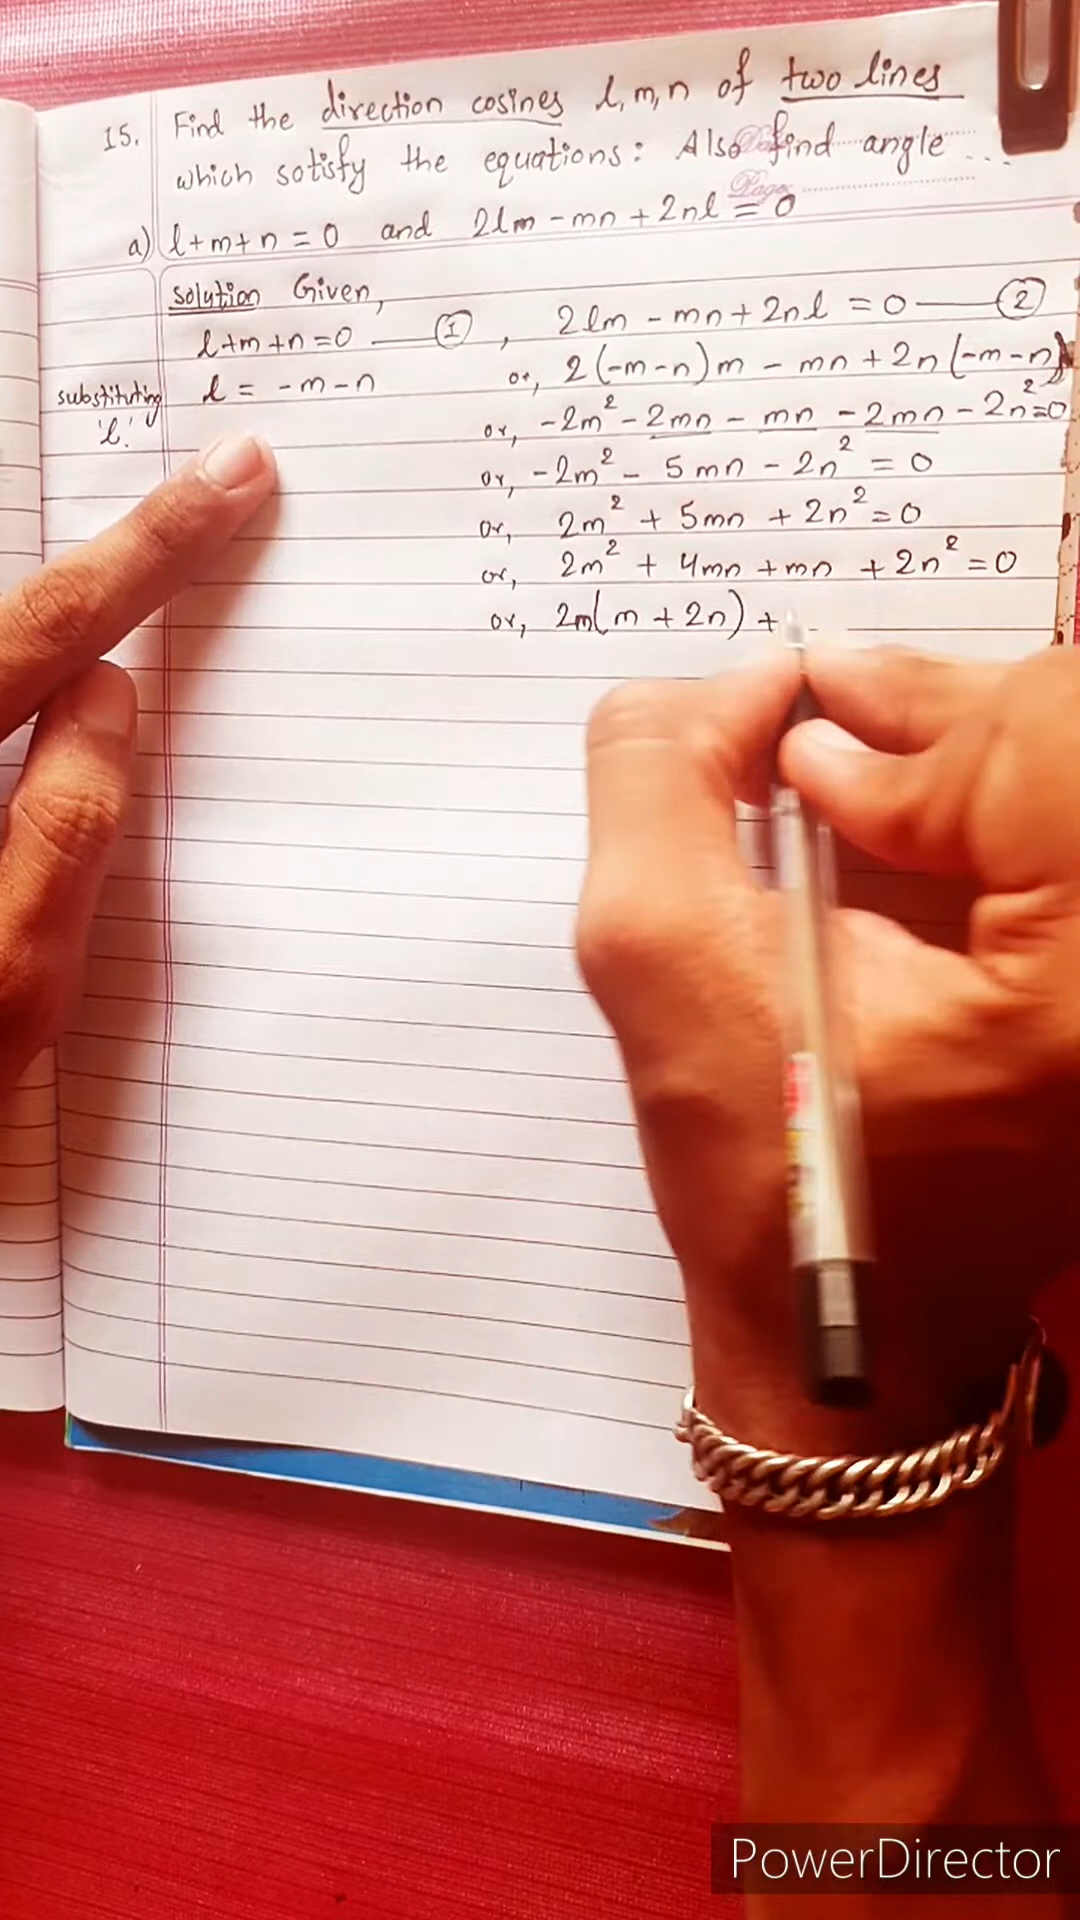 15. Find the direction cosines l, m, n of two lines
which satisfy the equations: Also find angle ...
Page
a) l+m+n = 0 and 2lm - mn + 2nl = 0
Solution Given,
l+m+n=0 ——① , 2lm - mn + 2nl = 0 ——②
substituting l = -m-n or, 2(-m-n)m - mn + 2n(-m-n)
'l.' or, -2m² - 2mn - mn - 2mn - 2n²=0
or, -2m² - 5mn - 2n² = 0
or, 2m² + 5mn + 2n² = 0
or, 2m² + 4mn + mn + 2n² = 0
or, 2m(m + 2n) +
PowerDirector